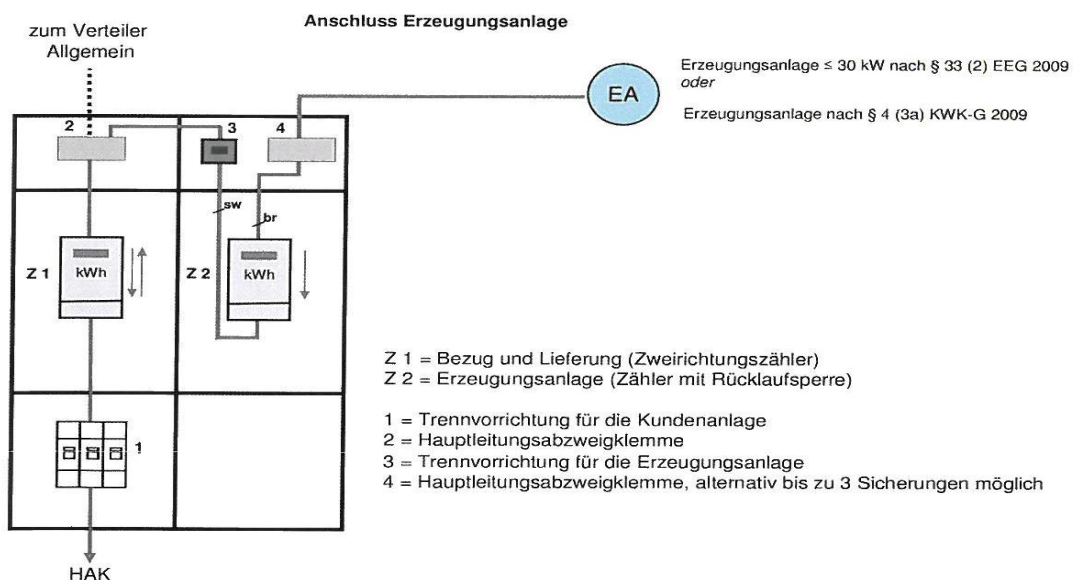 Anschluss Erzeugungsanlage
zum Verteiler
Allgemein
EA
Erzeugungsanlage ≤ 30 kW nach § 33 (2) EEG 2009
oder
Erzeugungsanlage nach § 4 (3a) KWK-G 2009
2
3
4
sw
br
Z 1
kWh
Z 2
kWh
Z 1 = Bezug und Lieferung (Zweirichtungszähler)
Z 2 = Erzeugungsanlage (Zähler mit Rücklaufsperre)
1 = Trennvorrichtung für die Kundenanlage
2 = Hauptleitungsabzweigklemme
3 = Trennvorrichtung für die Erzeugungsanlage
4 = Hauptleitungsabzweigklemme, alternativ bis zu 3 Sicherungen möglich
1
HAK